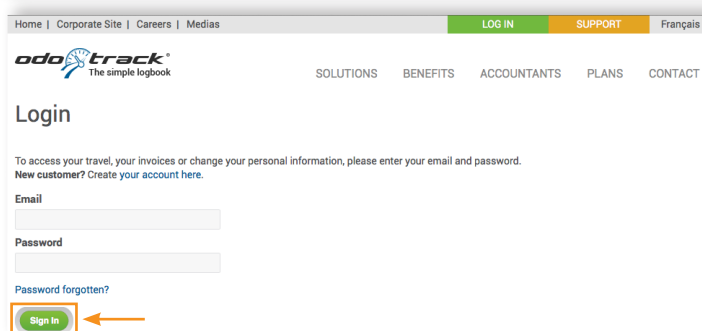 Home | Corporate Site | Careers | Medias
LOG IN
SUPPORT
Français
odotrack®
The simple logbook
SOLUTIONS
BENEFITS
ACCOUNTANTS
PLANS
CONTACT
Login
To access your travel, your invoices or change your personal information, please enter your email and password.
New customer? Create your account here.
Email
Password
Password forgotten?
Sign In